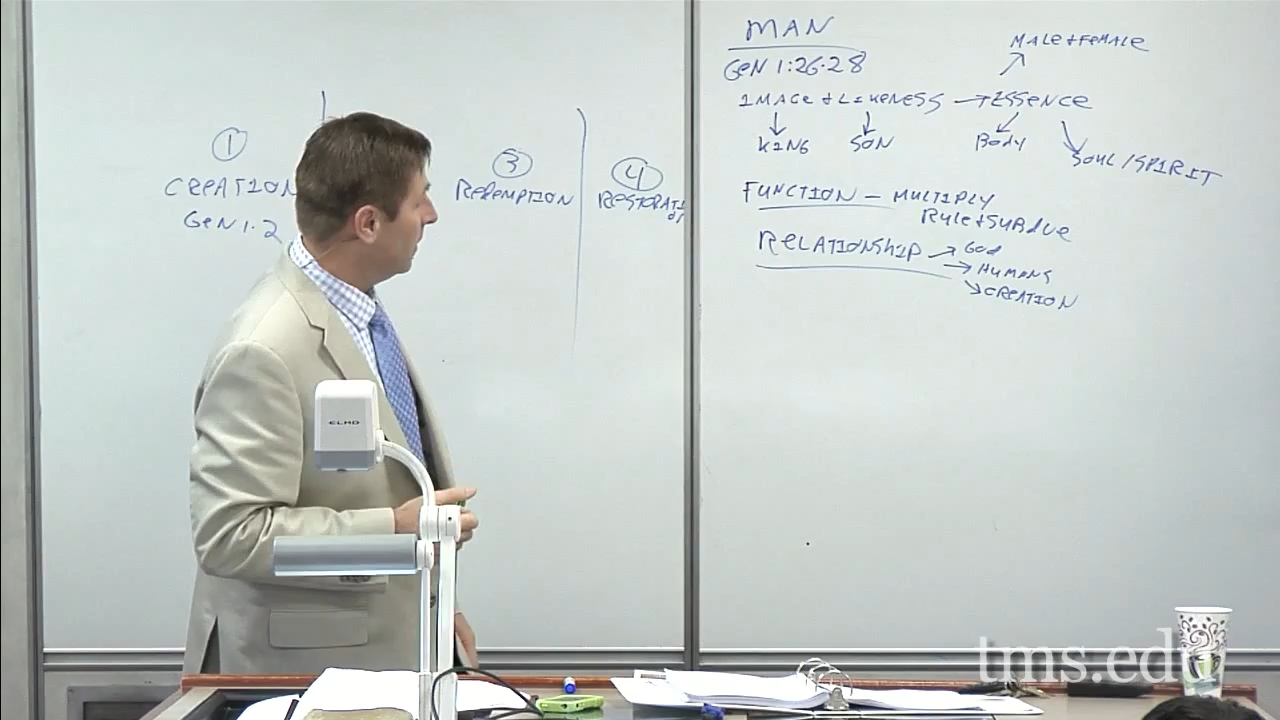 ①
CREATION
GEN 1-2
③
REDEMPTION
④
RESTORATION
MAN
GEN 1:26-28
MALE + FEMALE
IMAGE + LIKENESS → ESSENCE
KING SON BODY SOUL/SPIRIT
FUNCTION - MULTIPLY
RULE + SUBDUE
RELATIONSHIP → GOD
→ HUMANS
→ CREATION
ELMO
tms.edu